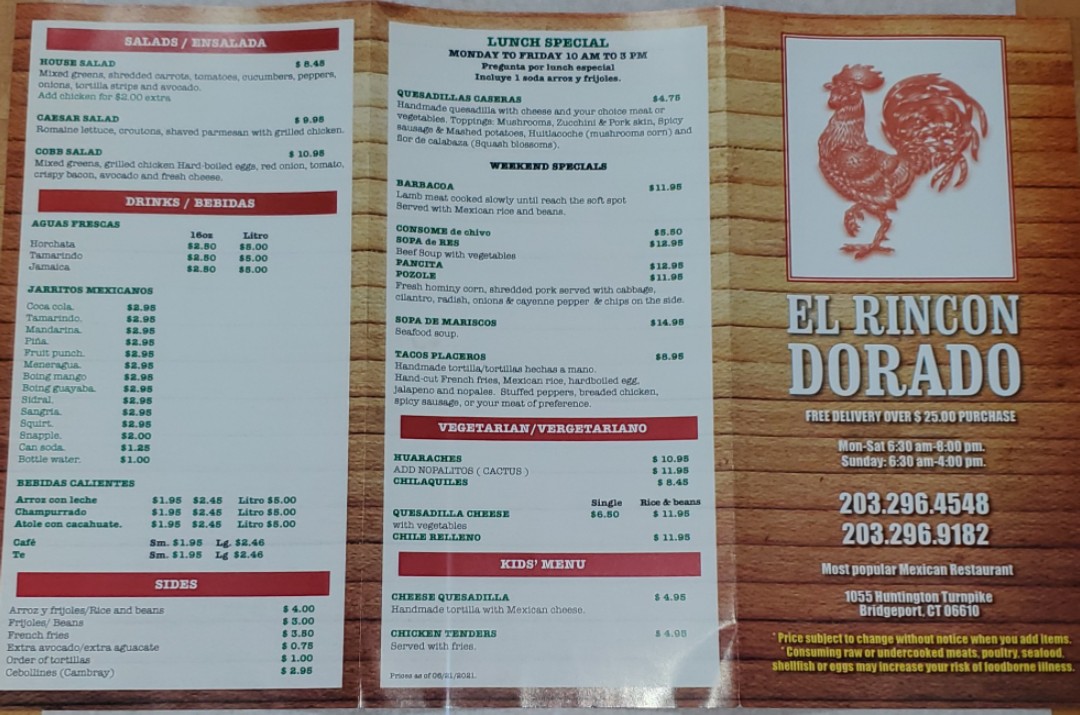 SALADS / ENSALADA
HOUSE SALAD $ 8.45
Mixed greens, shredded carrots, tomatoes, cucumbers, peppers,
onions, tortilla strips and avocado.
Add chicken for $2.00 extra
CAESAR SALAD $ 9.95
Romaine lettuce, croutons, shaved parmesan with grilled chicken.
COBB SALAD $ 10.95
Mixed greens, grilled chicken Hard-boiled eggs, red onion, tomato,
crispy bacon, avocado and fresh cheese.
DRINKS / BEBIDAS
AGUAS FRESCAS
16oz Litro
Horchata $2.50 $5.00
Tamarindo $2.50 $5.00
Jamaica $2.50 $5.00
JARRITOS MEXICANOS
Coca cola. $2.95
Tamarindo. $2.95
Mandarina. $2.95
Piña. $2.95
Fruit punch. $2.95
Meneragua. $2.95
Boing mango $2.95
Boing guayaba. $2.95
Sidral. $2.95
Sangria. $2.95
Squirt. $2.95
Snapple. $2.00
Can soda. $1.25
Bottle water. $1.00
BEBIDAS CALIENTES
Arroz con leche $1.95 $2.45 Litro $5.00
Champurrado $1.95 $2.45 Litro $5.00
Atole con cacahuate. $1.95 $2.45 Litro $5.00
Café Sm. $1.95 Lg. $2.46
Te Sm. $1.95 Lg $2.46
SIDES
Arroz y frijoles/Rice and beans $ 4.00
Frijoles/ Beans $ 3.00
French fries $ 3.50
Extra avocado/extra aguacate $ 0.75
Order of tortillas $ 1.00
Cebollines (Cambray) $ 2.95
LUNCH SPECIAL
MONDAY TO FRIDAY 10 AM TO 3 PM
Pregunta por lunch especial
Incluye 1 soda arroz y frijoles.
QUESADILLAS CASERAS $4.75
Handmade quesadilla with cheese and your choice meat or
vegetables. Toppings: Mushrooms, Zucchini & Pork skin, Spicy
sausage & Mashed potatoes, Huitlacoche (mushrooms corn) and
flor de calabaza (Squash blossoms).
WEEKEND SPECIALS
BARBACOA $11.95
Lamb meat cooked slowly until reach the soft spot
Served with Mexican rice and beans.
CONSOME de chivo $5.50
SOPA de RES $12.95
Beef Soup with vegetables
PANCITA $12.95
POZOLE $11.95
Fresh hominy corn, shredded pork served with cabbage,
cilantro, radish, onions & cayenne pepper & chips on the side.
SOPA DE MARISCOS $14.95
Seafood soup.
TACOS PLACEROS $8.95
Handmade tortilla/tortillas hechas a mano.
Hand-cut French fries, Mexican rice, hardboiled egg,
jalapeno and nopales. Stuffed peppers, breaded chicken,
spicy sausage, or your meat of preference.
VEGETARIAN/VERGETARIANO
HUARACHES $ 10.95
ADD NOPALITOS ( CACTUS ) $ 11.95
CHILAQUILES $ 8.45
Single Rice & beans
QUESADILLA CHEESE $6.50 $ 11.95
with vegetables
CHILE RELLENO $ 11.95
KIDS' MENU
CHEESE QUESADILLA $ 4.95
Handmade tortilla with Mexican cheese.
CHICKEN TENDERS $ 4.95
Served with fries.
Prices as of 06/21/2021.
EL RINCON
DORADO
FREE DELIVERY OVER $ 25.00 PURCHASE
Mon-Sat 6:30 am-8:00 pm.
Sunday: 6:30 am-4:00 pm.
203.296.4548
203.296.9182
Most popular Mexican Restaurant
1055 Huntington Turnpike
Bridgeport, CT 06610
* Price subject to change without notice when you add items.
* Consuming raw or undercooked meats, poultry, seafood,
shellfish or eggs may increase your risk of foodborne illness.